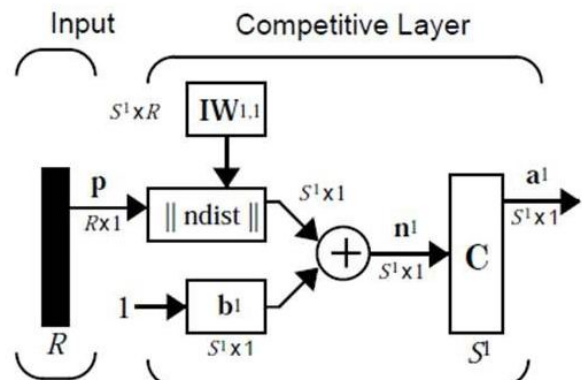 Input Competitive Layer
S¹xR IW1,1
p S¹x1 a¹
Rx1 || ndist || n¹ S¹x1
+ S¹x1 C
1 b¹
R S¹x1 S¹